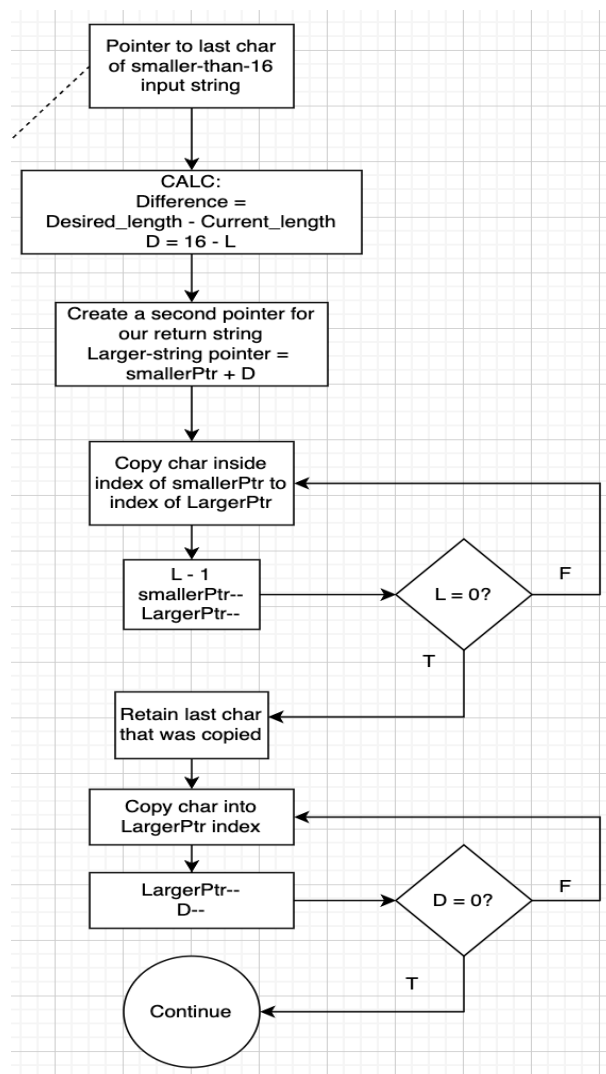 Pointer to last char
of smaller-than-16
input string
CALC:
Difference =
Desired_length - Current_length
D = 16 - L
Create a second pointer for
our return string
Larger-string pointer =
smallerPtr + D
Copy char inside
index of smallerPtr to
index of LargerPtr
L - 1
smallerPtr--
LargerPtr--
L = 0?
F
T
Retain last char
that was copied
Copy char into
LargerPtr index
LargerPtr--
D--
D = 0?
F
T
Continue